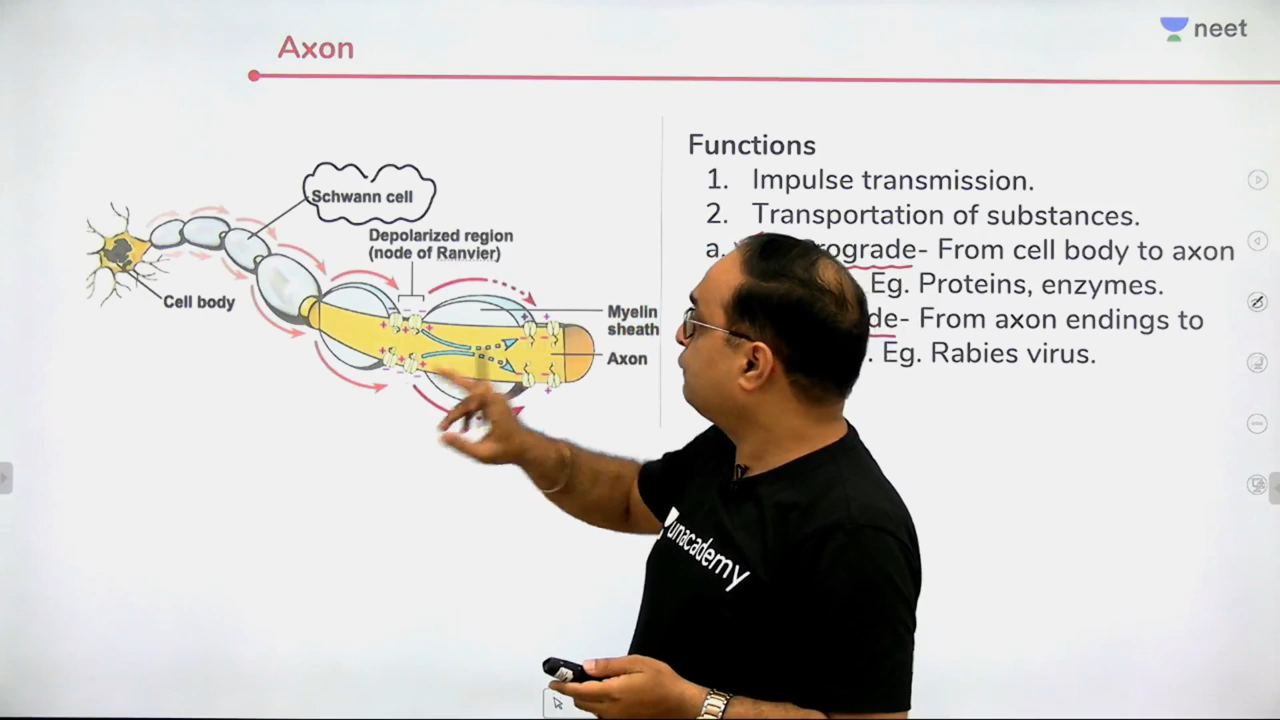 Axon
neet
Schwann cell
Depolarized region
(node of Ranvier)
Cell body
Myelin
sheath
Axon
Functions
1. Impulse transmission.
2. Transportation of substances.
a. - From cell body to axon
Eg. Proteins, enzymes.
- From axon endings to
. Eg. Rabies virus.
unacademy